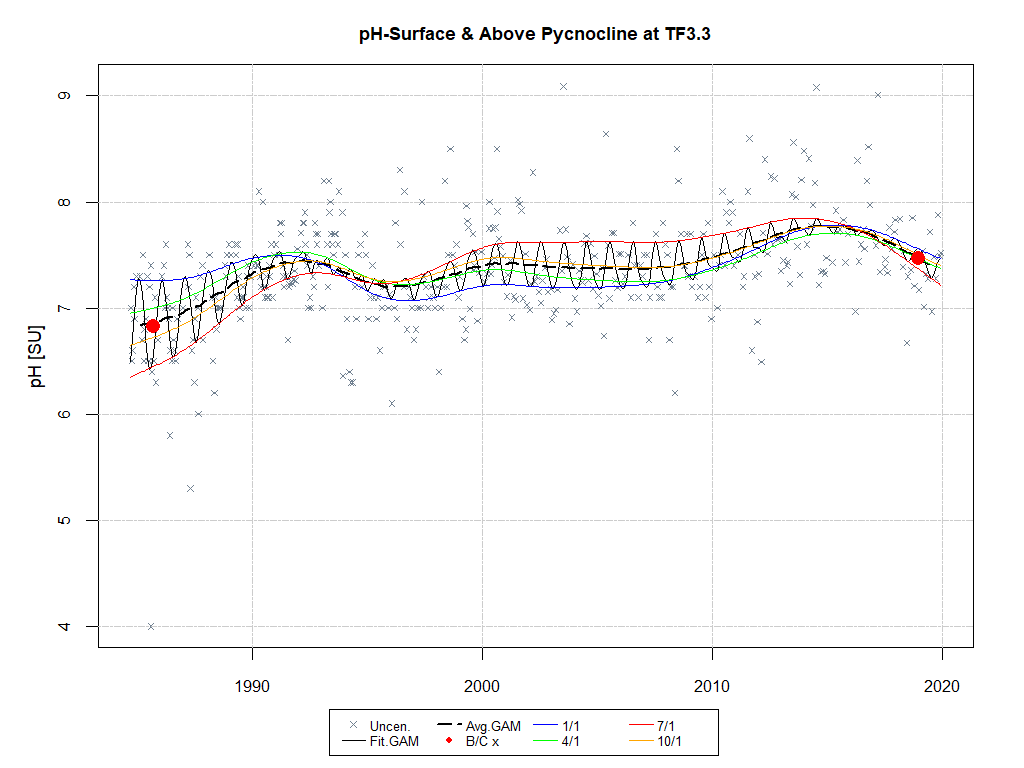 pH-Surface & Above Pycnocline at TF3.3
pH [SU]
9
8
7
6
5
4
1990 2000 2010 2020
Uncen. Avg.GAM 1/1 7/1
Fit.GAM B/C x 4/1 10/1